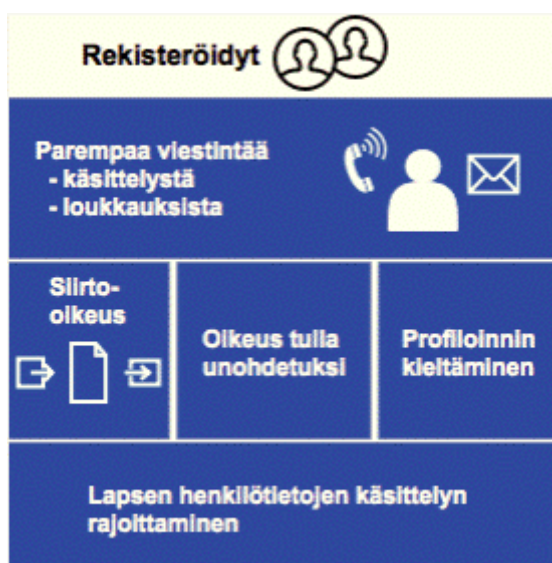 Rekisteröidyt
Parempaa viestintää
- käsittelystä
- loukkauksista
Siirto-
oikeus
Oikeus tulla
unohdetuksi
Profiloinnin
kieltäminen
Lapsen henkilötietojen käsittelyn
rajoittaminen